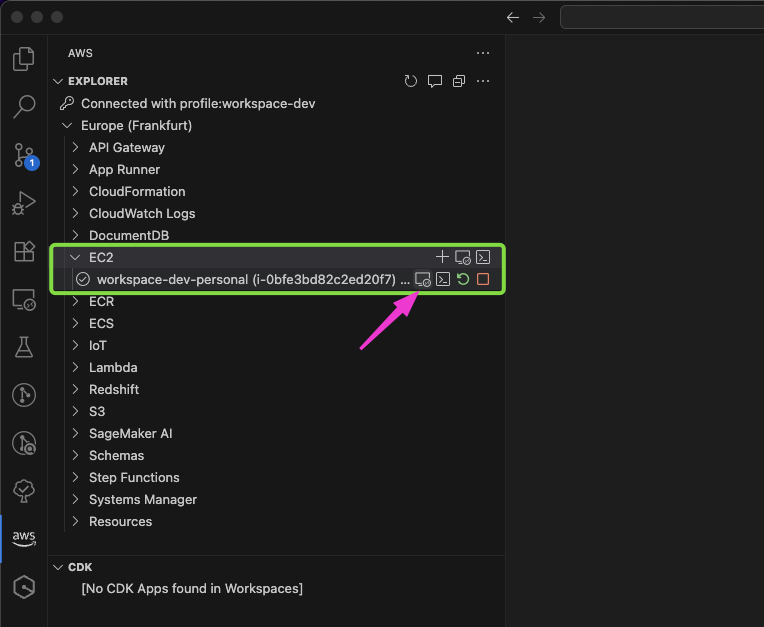 AWS
EXPLORER
Connected with profile:workspace-dev
Europe (Frankfurt)
API Gateway
App Runner
CloudFormation
1
CloudWatch Logs
DocumentDB
EC2
workspace-dev-personal (i-0bfe3bd82c2ed20f7) ...
ECR
ECS
IoT
Lambda
Redshift
S3
SageMaker AI
Schemas
Step Functions
Systems Manager
Resources
aws
CDK
[No CDK Apps found in Workspaces]